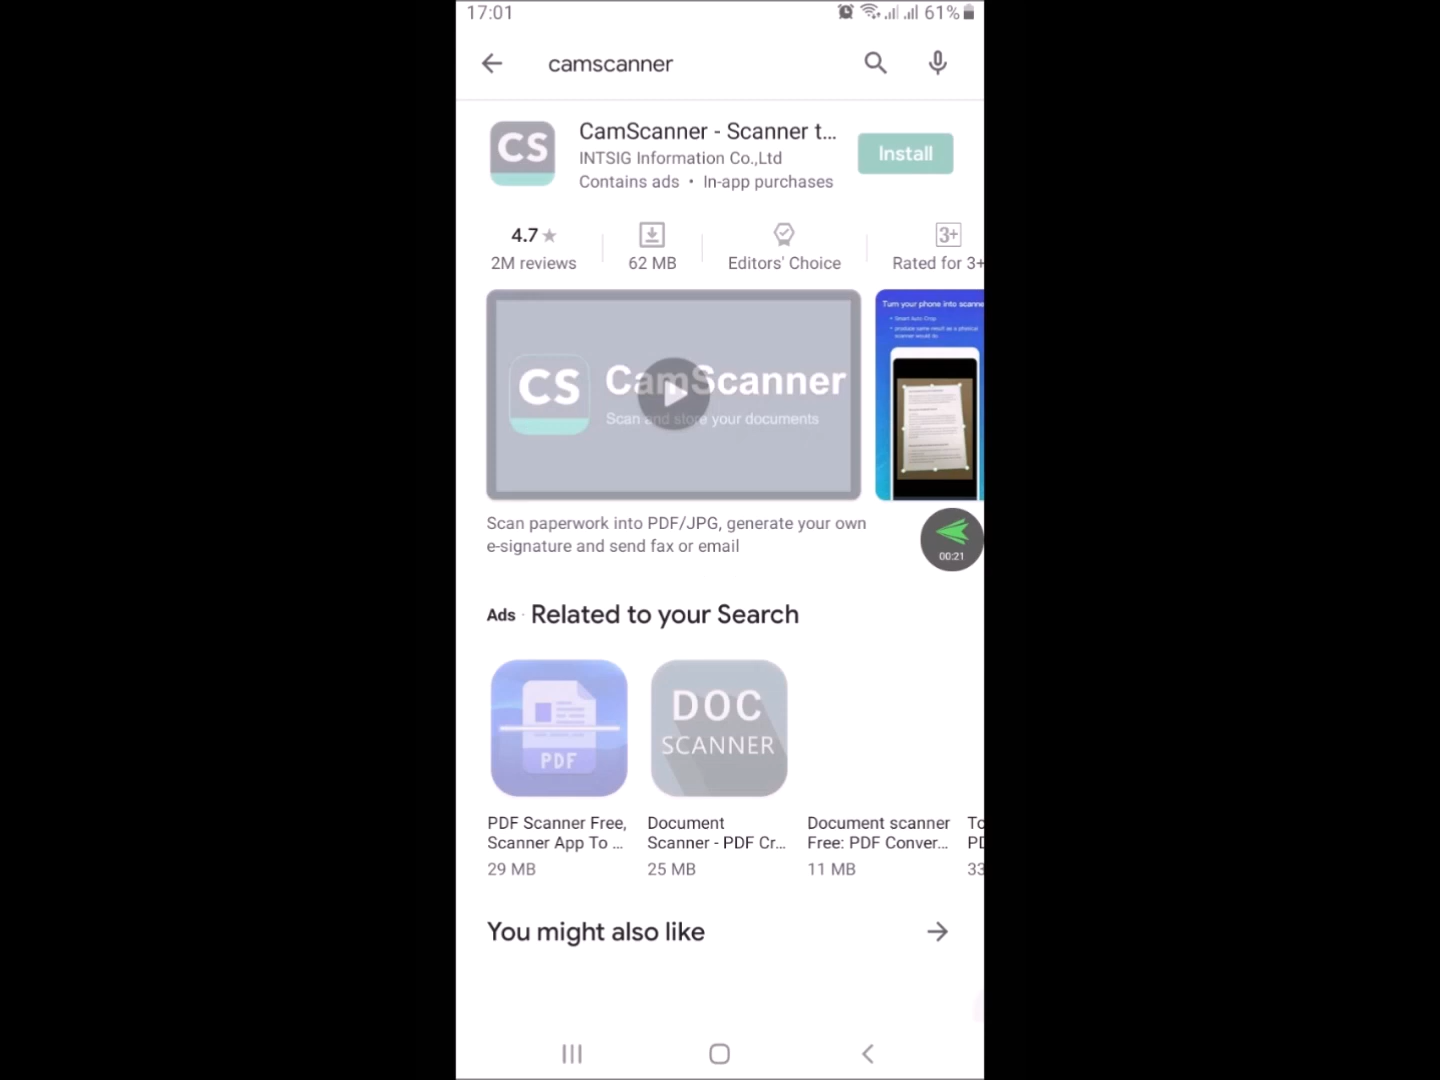 17:01
61%
camscanner
CS
CamScanner - Scanner t...
INTSIG Information Co.,Ltd
Contains ads • In-app purchases
Install
4.7
2M reviews
62 MB
Editors' Choice
3+
Rated for 3+
CS
CamScanner
Scan and store your documents
Turn your phone into scanne
• Smart Auto Crop
• produce same result as a physical
scanner would do
Scan paperwork into PDF/JPG, generate your own
e-signature and send fax or email
00:21
Ads · Related to your Search
PDF
DOC
SCANNER
PDF Scanner Free,
Scanner App To ...
29 MB
Document
Scanner - PDF Cr...
25 MB
Document scanner
Free: PDF Conver...
11 MB
To
PD
33
You might also like